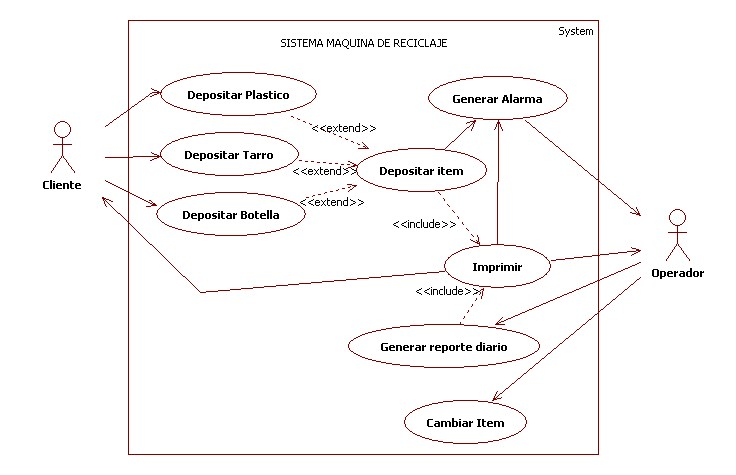 System
SISTEMA MAQUINA DE RECICLAJE
Depositar Plastico
Generar Alarma
<<extend>>
Depositar Tarro
<<extend>>
Depositar item
Cliente
Depositar Botella
<<extend>>
<<include>>
Imprimir
Operador
<<include>>
Generar reporte diario
Cambiar Item